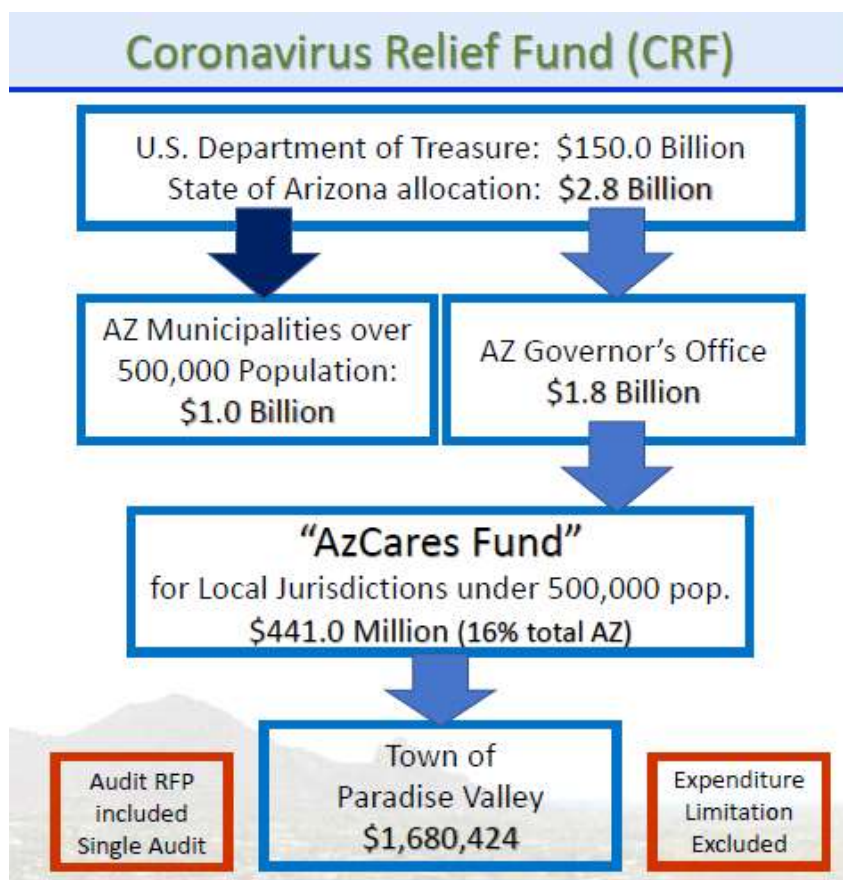 Coronavirus Relief Fund (CRF)
U.S. Department of Treasure: $150.0 Billion
State of Arizona allocation: $2.8 Billion
AZ Municipalities over
500,000 Population:
$1.0 Billion
AZ Governor’s Office
$1.8 Billion
“AzCares Fund”
for Local Jurisdictions under 500,000 pop.
$441.0 Million (16% total AZ)
Audit RFP
included
Single Audit
Town of
Paradise Valley
$1,680,424
Expenditure
Limitation
Excluded